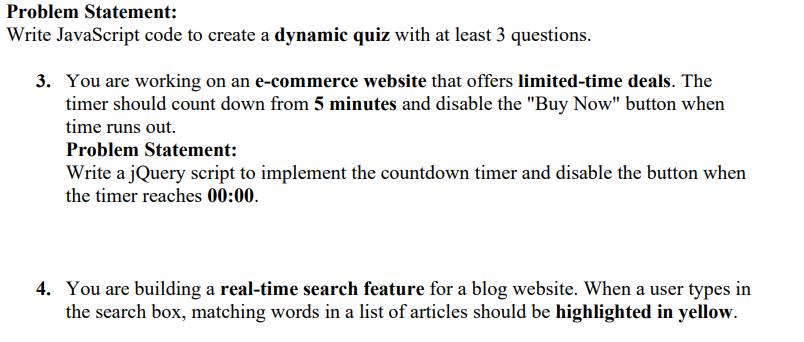 Problem Statement:
Write JavaScript code to create a dynamic quiz with at least 3 questions.
3. You are working on an e-commerce website that offers limited-time deals. The
timer should count down from 5 minutes and disable the "Buy Now" button when
time runs out.
Problem Statement:
Write a jQuery script to implement the countdown timer and disable the button when
the timer reaches 00:00.
4. You are building a real-time search feature for a blog website. When a user types in
the search box, matching words in a list of articles should be highlighted in yellow.